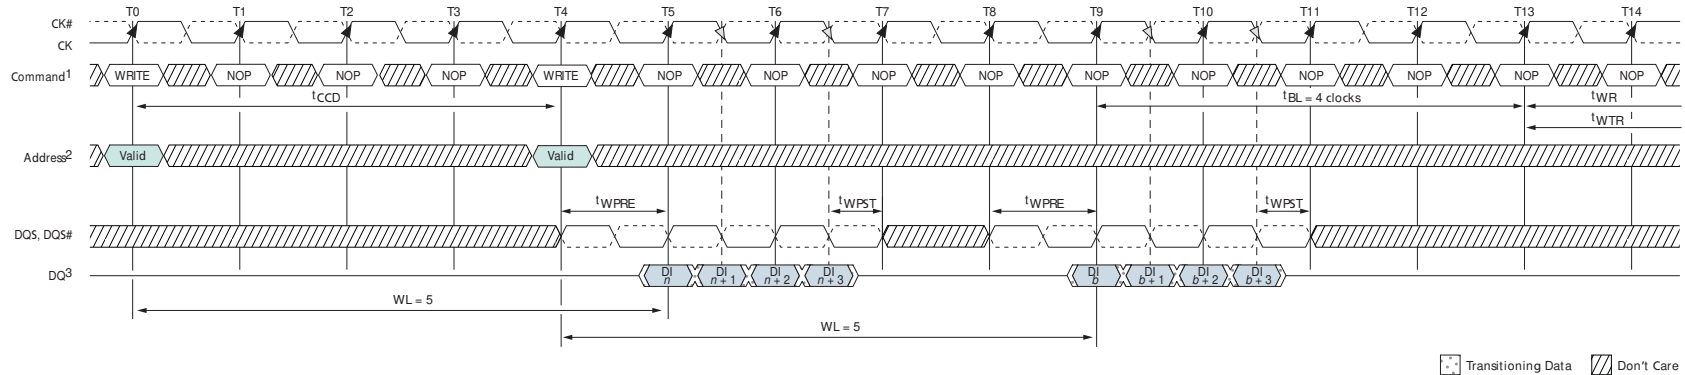 T0 T1 T2 T3 T4 T5 T6 T7 T8 T9 T10 T11 T12 T13 T14
CK#
CK
Command1 WRITE NOP NOP NOP WRITE NOP NOP NOP NOP NOP NOP NOP NOP NOP NOP
tCCD tBL = 4 clocks tWR
tWTR
Address2 Valid Valid
tWPRE tWPST tWPRE tWPST
DQS, DQS#
DQ3 DI n DI n + 1 DI n + 2 DI n + 3 DI b DI b + 1 DI b + 2 DI b + 3
WL = 5
WL = 5
Transitioning Data Don't Care